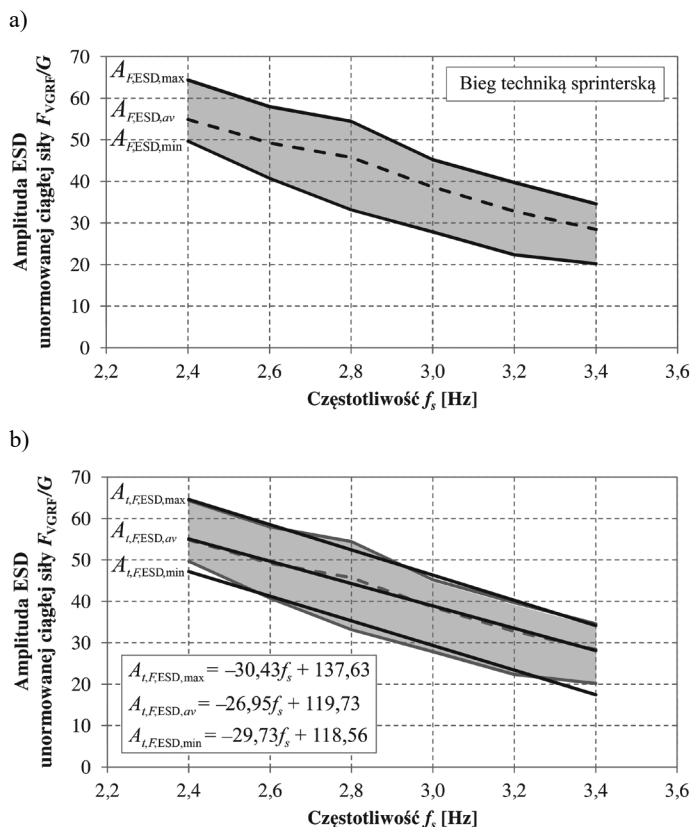 a)
Amplituda ESD
unormowanej ciągłej siły F_VGRF/G
70
60
50
40
30
20
10
0
A_F,ESD,max
A_F,ESD,av
A_F,ESD,min
Bieg techniką sprinterską
2,2 2,4 2,6 2,8 3,0 3,2 3,4 3,6
Częstotliwość f_s [Hz]
b)
Amplituda ESD
unormowanej ciągłej siły F_VGRF/G
70
60
50
40
30
20
10
0
A_t,F,ESD,max
A_t,F,ESD,av
A_t,F,ESD,min
A_t,F,ESD,max = –30,43f_s + 137,63
A_t,F,ESD,av = –26,95f_s + 119,73
A_t,F,ESD,min = –29,73f_s + 118,56
2,2 2,4 2,6 2,8 3,0 3,2 3,4 3,6
Częstotliwość f_s [Hz]